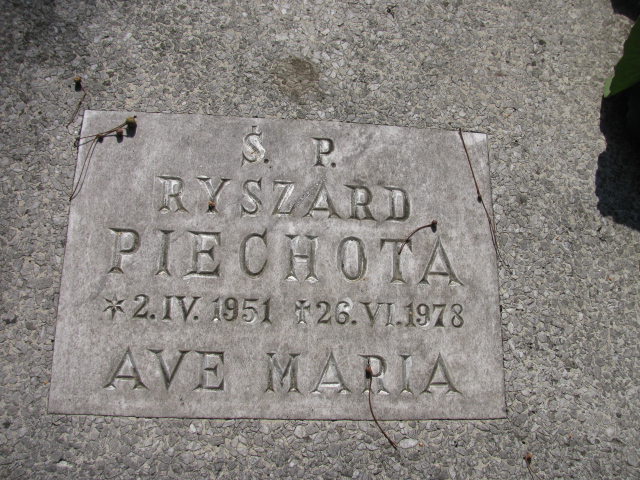 Ś. P.
RYSZARD
PIECHOTA
*2.IV.1951 †26.VI.1978
AVE MARIA